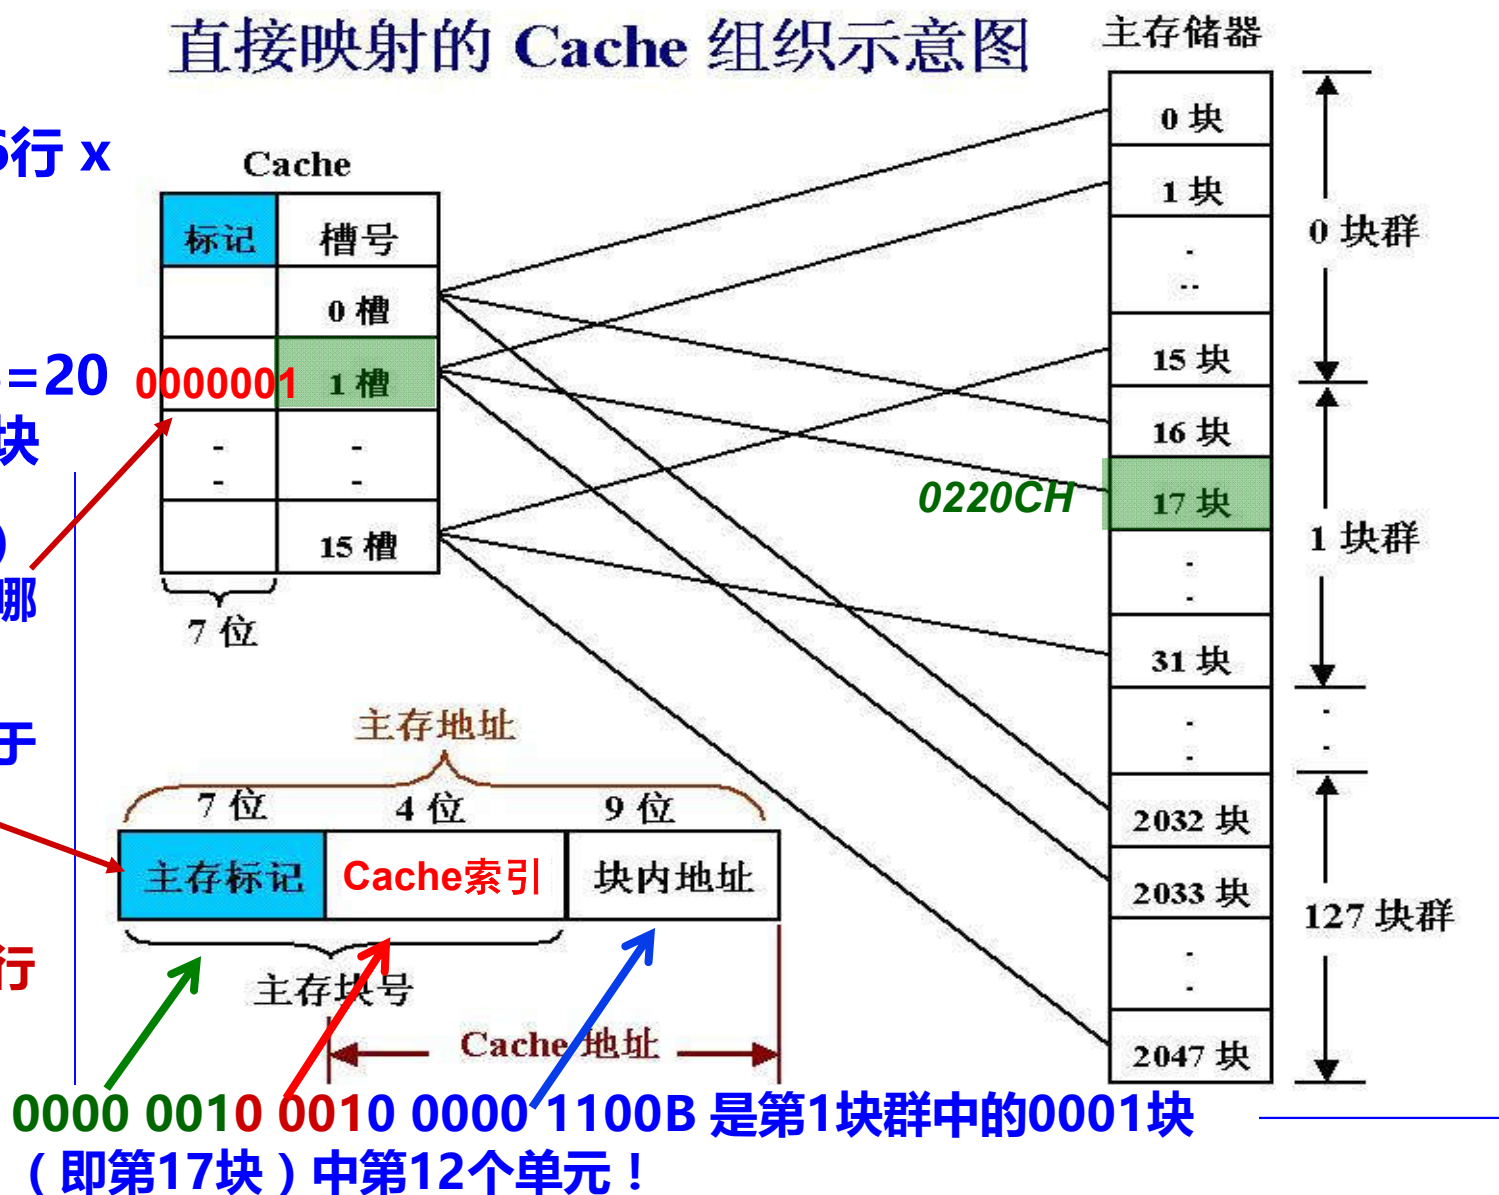 直接映射的 Cache 组织示意图
主存储器
6行 x
=20
块
)
哪
于
行
Cache
标记 槽号
0 槽
0000001 1 槽
- -
- -
15 槽
7 位
0 块
1 块
-
--
15 块
16 块
0220CH 17 块
-
-
31 块
-
-
2032 块
2033 块
-
-
2047 块
0 块群
1 块群
-
-
127 块群
主存地址
7 位 4 位 9 位
主存标记 Cache索引 块内地址
主存块号
Cache 地址
0000 0010 0010 0000 1100B 是第1块群中的0001块
（即第17块）中第12个单元！